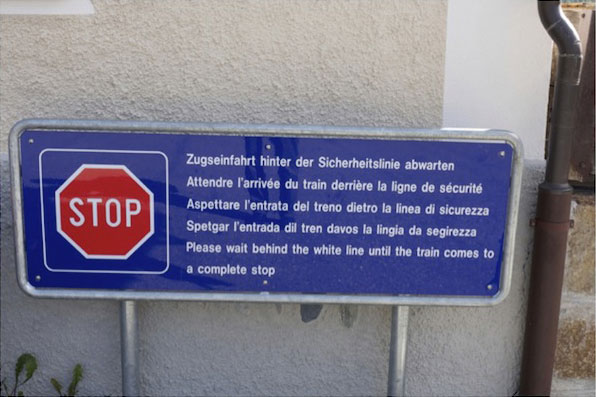 STOP
Zugseinfahrt hinter der Sicherheitslinie abwarten
Attendre l'arrivée du train derrière la ligne de sécurité
Aspettare l'entrata del treno dietro la linea di sicurezza
Spetgar l'entrada dil tren davos la lingia da segirezza
Please wait behind the white line until the train comes to
a complete stop